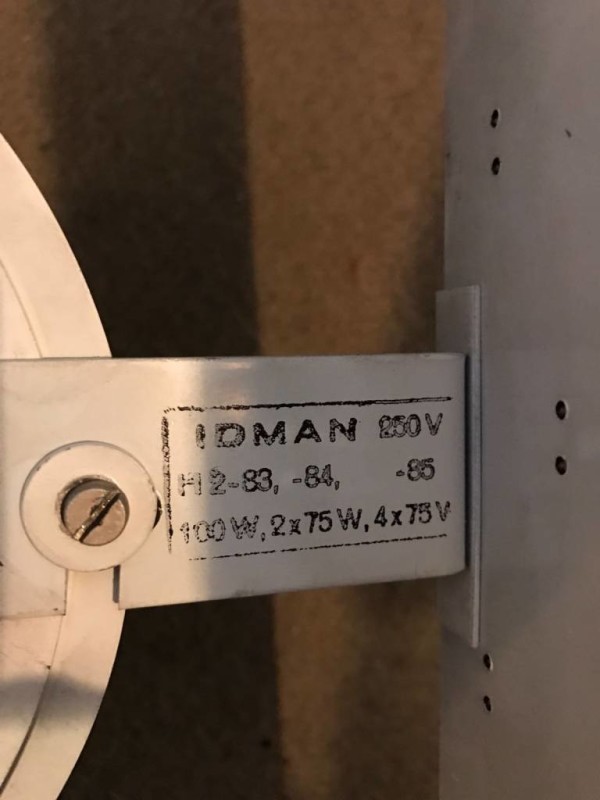 IDMAN 250V
H 2-83, -84, -85
100 W, 2x75 W, 4x75 V